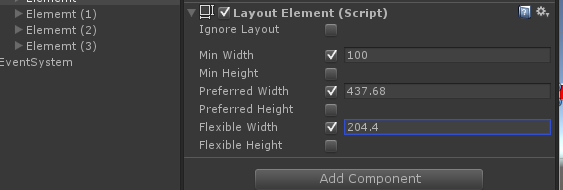 Element
Elememt (1)
Elememt (2)
Elememt (3)
EventSystem
Layout Element (Script)
Ignore Layout
Min Width 100
Min Height
Preferred Width 437.68
Preferred Height
Flexible Width 204.4
Flexible Height
Add Component